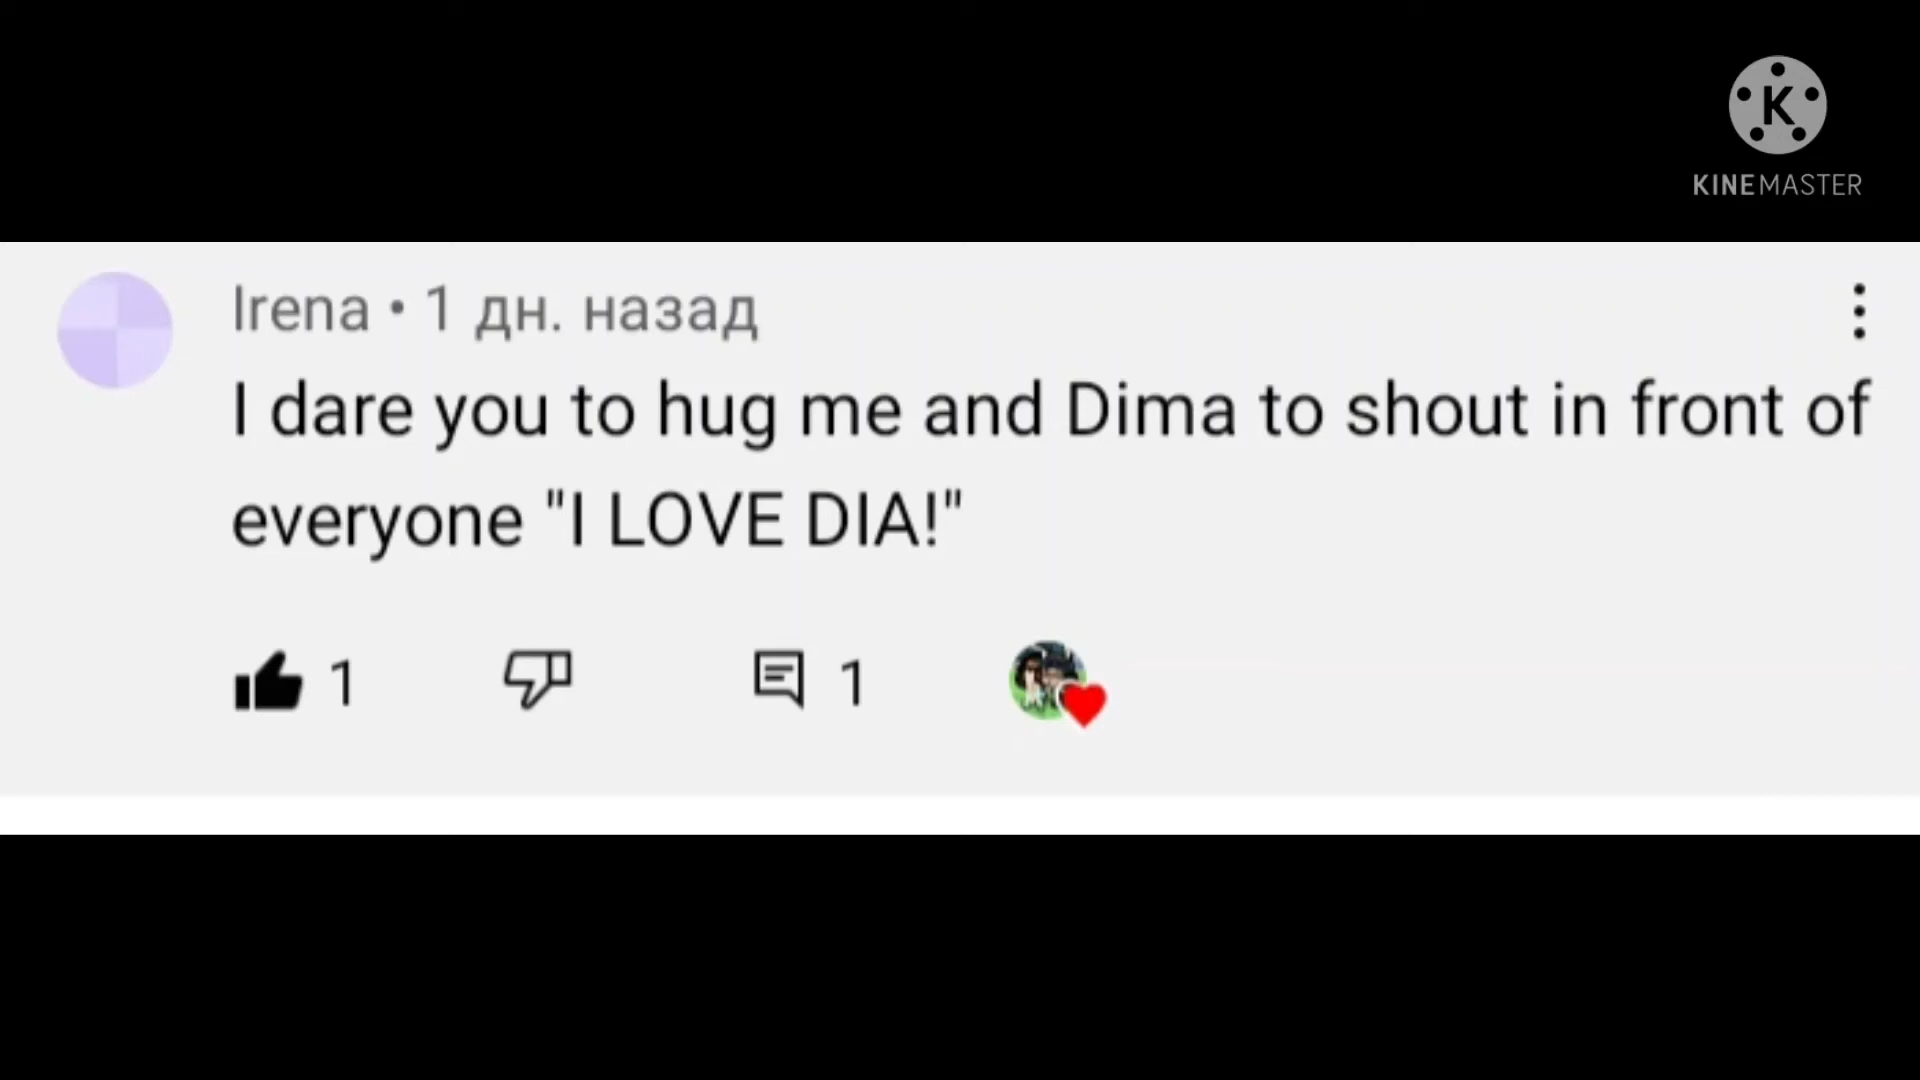 K
KINEMASTER
Irena • 1 дн. назад
I dare you to hug me and Dima to shout in front of
everyone "I LOVE DIA!"
1
1